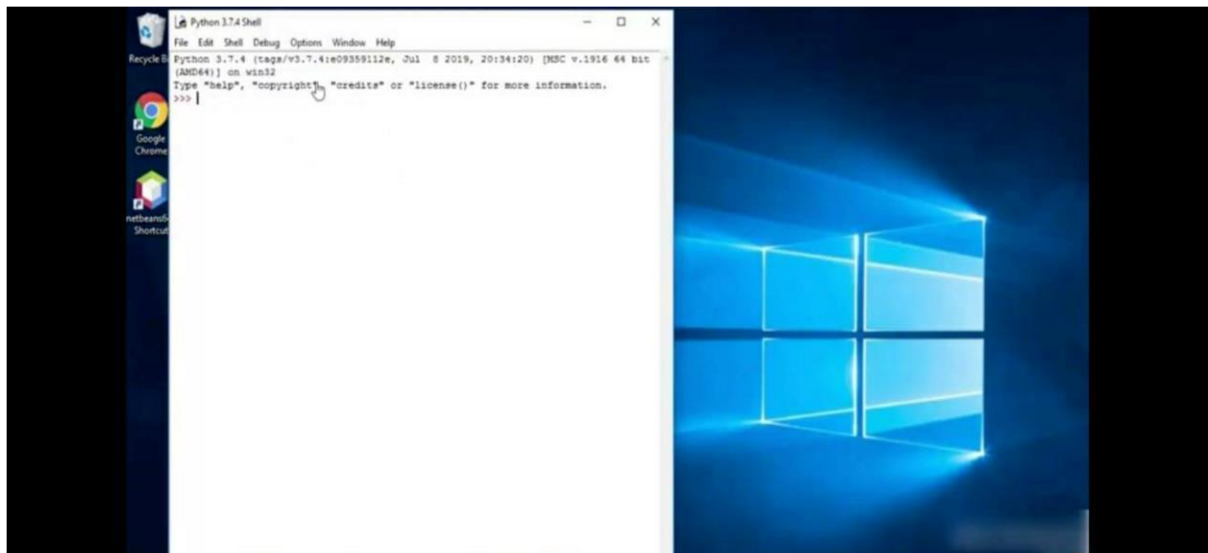 Python 3.7.4 Shell
File Edit Shell Debug Options Window Help
Python 3.7.4 (tags/v3.7.4:e09359112e, Jul 8 2019, 20:34:20) [MSC v.1916 64 bit
(AMD64)] on win32
Type "help", "copyright", "credits" or "license()" for more information.
>>>
Recycle
Google
Chrome
netbeans6
Shortcut